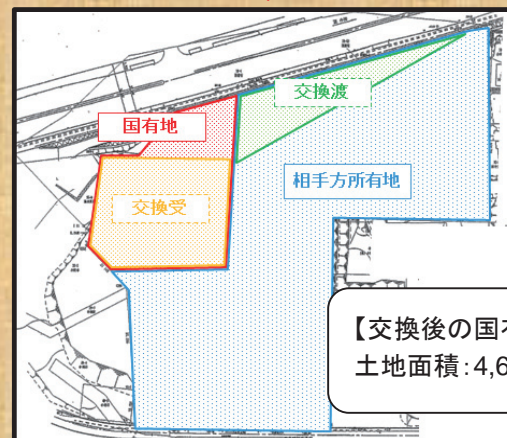 交換渡
国有地
相手方所有地
交換受
【交換後の国有
土地面積:4,6